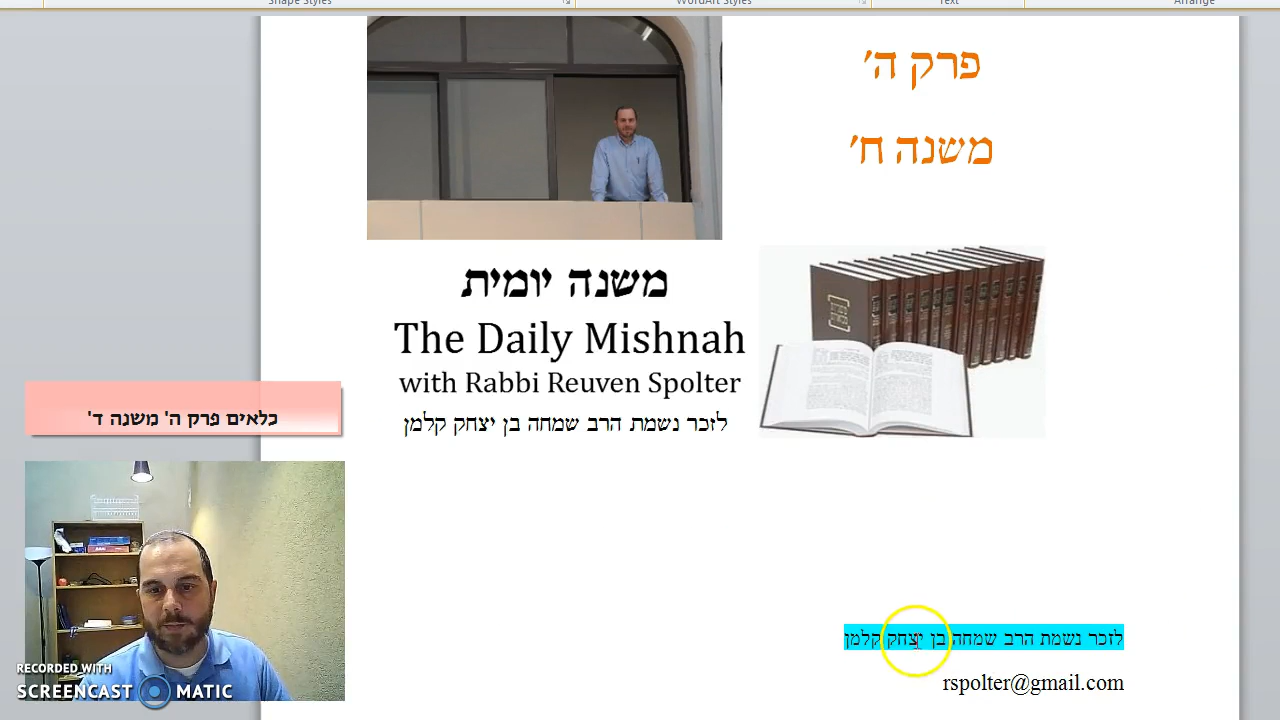 Shape Styles
WordArt Styles
Text
Arrange
פרק ה׳
משנה ח׳
משנה יומית
The Daily Mishnah
with Rabbi Reuven Spolter
לזכר נשמת הרב שמחה בן יצחק קלמן
כלאים פרק ה' משנה ד'
לזכר נשמת הרב שמחה בן יצחק קלמן
rspolter@gmail.com
RECORDED WITH
SCREENCAST MATIC